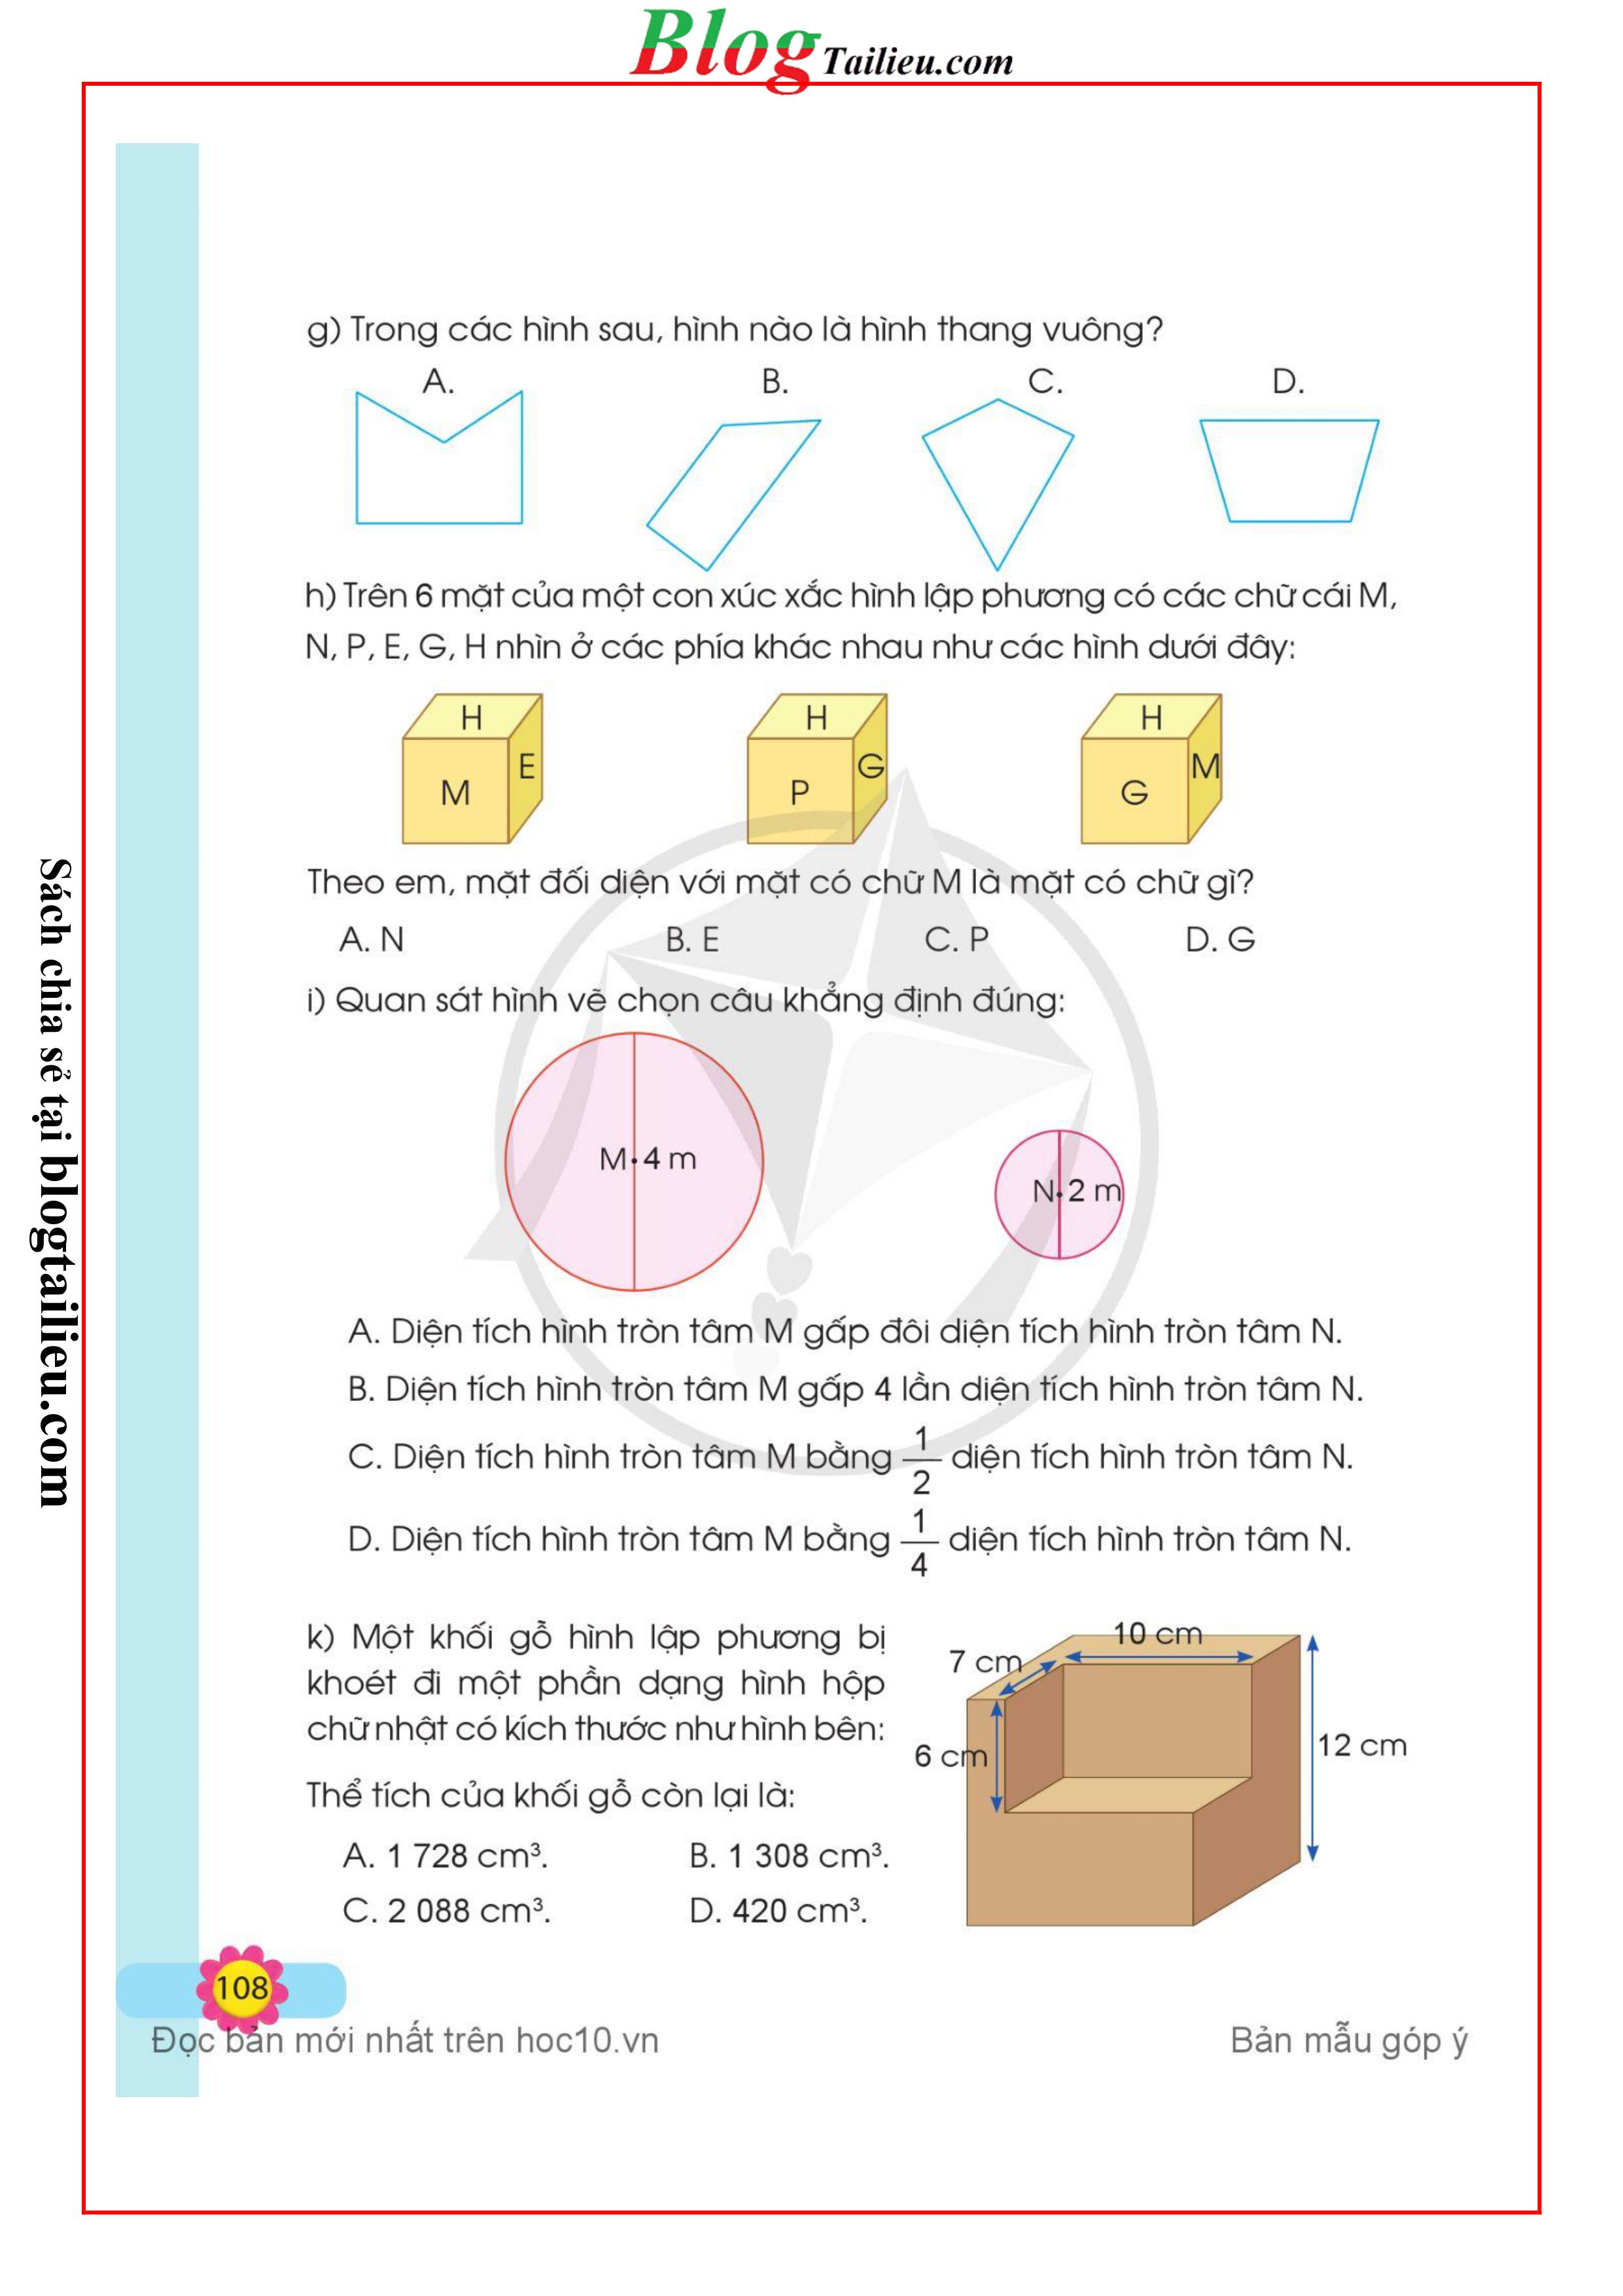 Blog Tailieu.com
g) Trong các hình sau, hình nào là hình thang vuông?
A. B. C. D.
h) Trên 6 mặt của một con xúc xắc hình lập phương có các chữ cái M,
N, P, E, G, H nhìn ở các phía khác nhau như các hình dưới đây:
H H H
E G M
M P G
Theo em, mặt đối diện với mặt có chữ M là mặt có chữ gì?
A. N B. E C. P D. G
i) Quan sát hình vẽ chọn câu khẳng định đúng:
M 4 m
N 2 m
A. Diện tích hình tròn tâm M gấp đôi diện tích hình tròn tâm N.
B. Diện tích hình tròn tâm M gấp 4 lần diện tích hình tròn tâm N.
C. Diện tích hình tròn tâm M bằng 1/2 diện tích hình tròn tâm N.
D. Diện tích hình tròn tâm M bằng 1/4 diện tích hình tròn tâm N.
k) Một khối gỗ hình lập phương bị
khoét đi một phần dạng hình hộp
chữ nhật có kích thước như hình bên:
Thể tích của khối gỗ còn lại là:
A. 1 728 cm³. B. 1 308 cm³.
C. 2 088 cm³. D. 420 cm³.
10 cm
7 cm
6 cm
12 cm
108
Đọc bản mới nhất trên hoc10.vn
Bản mẫu góp ý
Sách chia sẻ tại blogtailieu.com